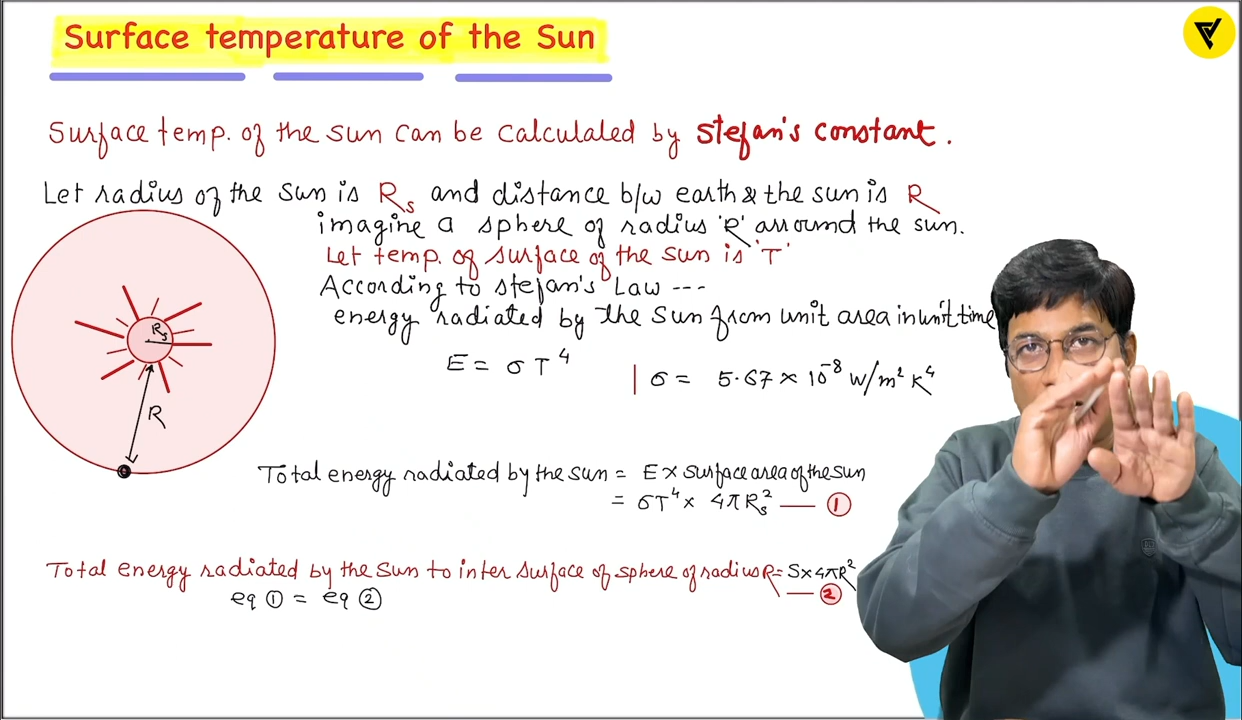 Surface temperature of the Sun
Surface temp. of the sun can be calculaled by stefan's constant.
Let radius of the Sun is Rs and distance b/w earth & the sun is R
imagine a sphere of radius 'R' arround the sun.
Let temp. of surface of the Sun is 'T'
According to stefan's Law ---
energy radiated by the Sun from unit area in unit time
E = σT⁴
| σ = 5.67 × 10⁻⁸ W/m² K⁴
Rs
R
Total energy radiated by the sun = E × surface area of the sun
= σT⁴ × 4πRs² — ①
Total energy radiated by the Sun to inter surface of sphere of radius R = S×4πR²
— ②
eq ① = eq ②